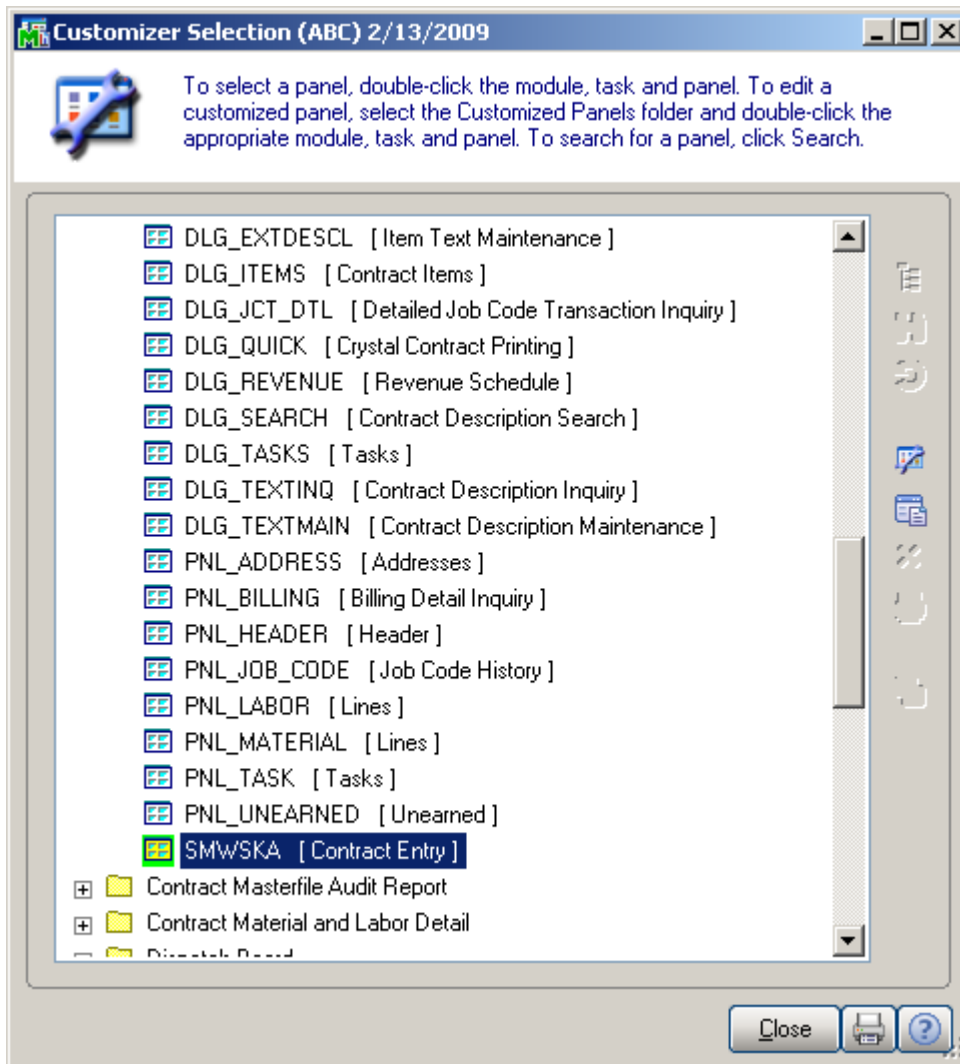 Customizer Selection (ABC) 2/13/2009
To select a panel, double-click the module, task and panel. To edit a
customized panel, select the Customized Panels folder and double-click the
appropriate module, task and panel. To search for a panel, click Search.
DLG_EXTDESCL [ Item Text Maintenance ]
DLG_ITEMS [ Contract Items ]
DLG_JCT_DTL [ Detailed Job Code Transaction Inquiry ]
DLG_QUICK [ Crystal Contract Printing ]
DLG_REVENUE [ Revenue Schedule ]
DLG_SEARCH [ Contract Description Search ]
DLG_TASKS [ Tasks ]
DLG_TEXTINQ [ Contract Description Inquiry ]
DLG_TEXTMAIN [ Contract Description Maintenance ]
PNL_ADDRESS [ Addresses ]
PNL_BILLING [ Billing Detail Inquiry ]
PNL_HEADER [ Header ]
PNL_JOB_CODE [ Job Code History ]
PNL_LABOR [ Lines ]
PNL_MATERIAL [ Lines ]
PNL_TASK [ Tasks ]
PNL_UNEARNED [ Unearned ]
SMWSKA [ Contract Entry ]
Contract Masterfile Audit Report
Contract Material and Labor Detail
Dispatch Board
Close